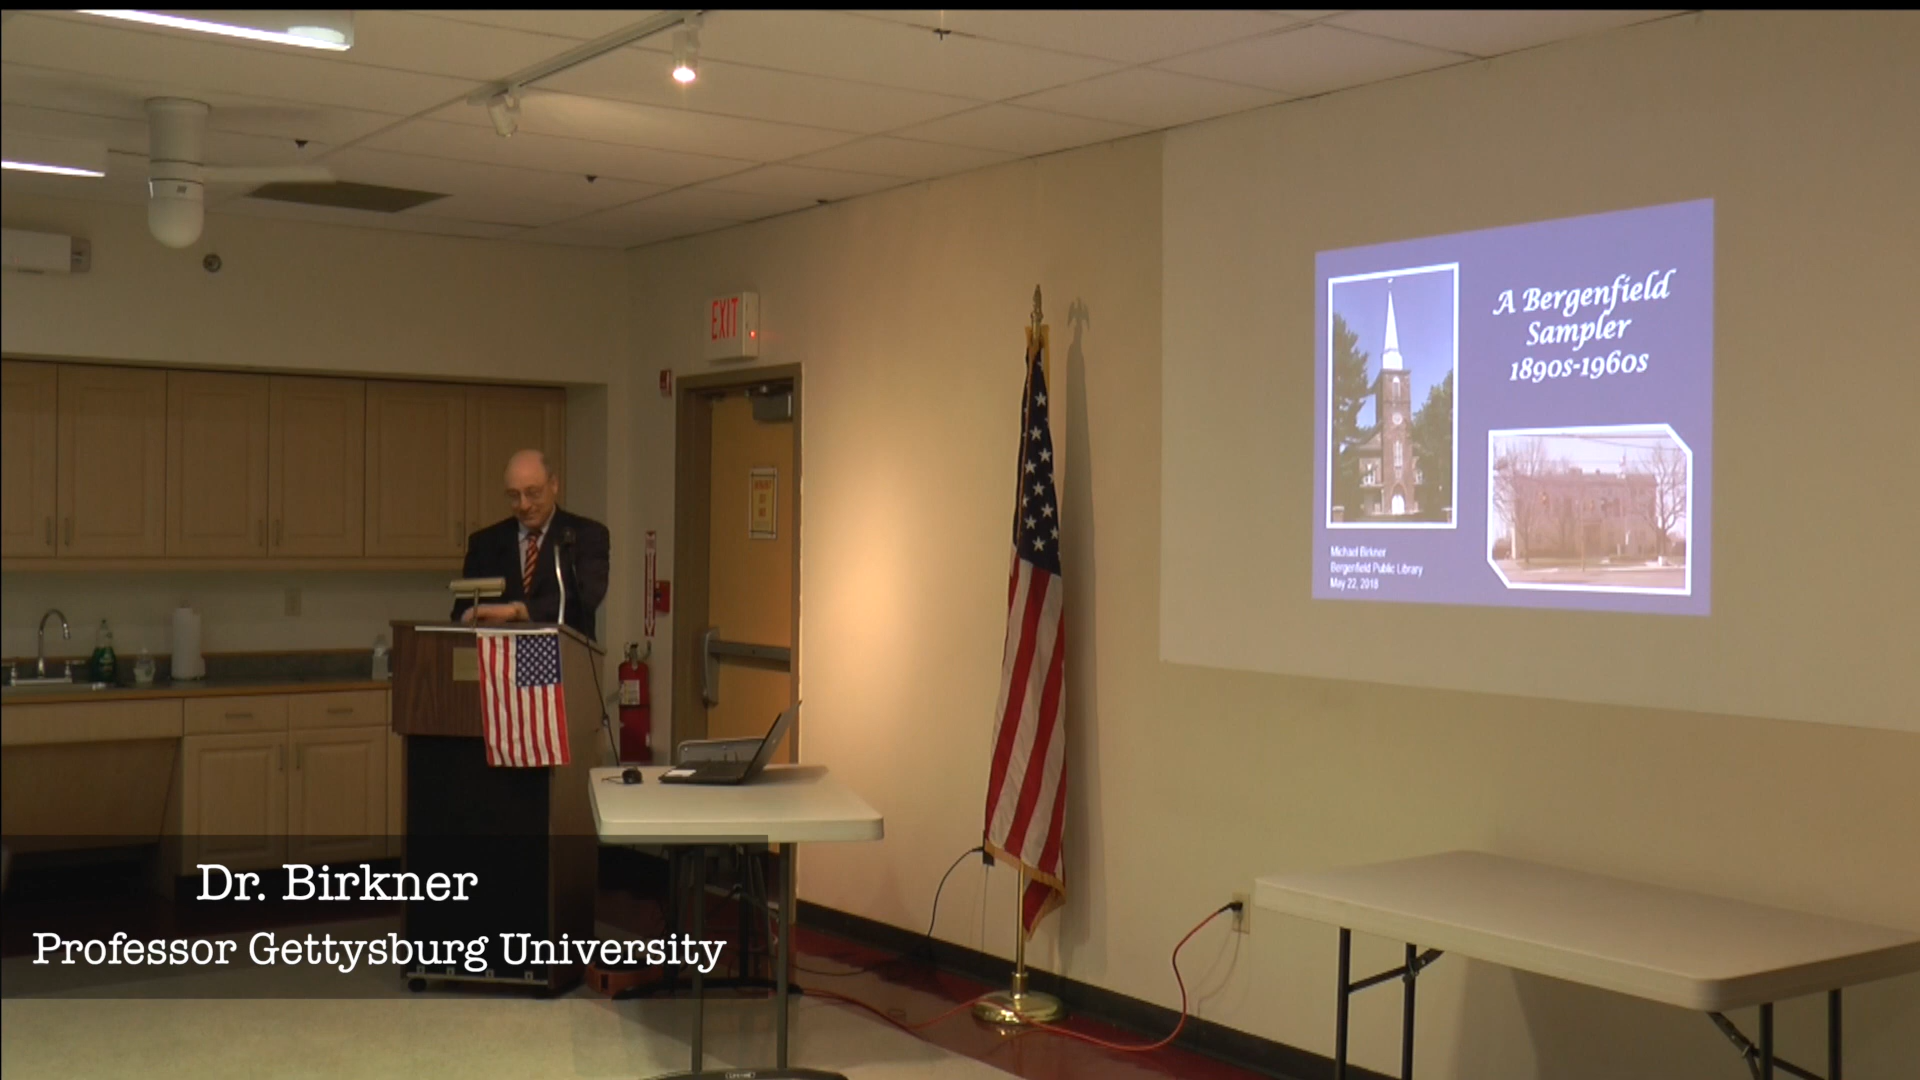 EXIT
A Bergenfield
Sampler
1890s-1960s
Michael Birkner
Bergenfield Public Library
May 22, 2018
Dr. Birkner
Professor Gettysburg University